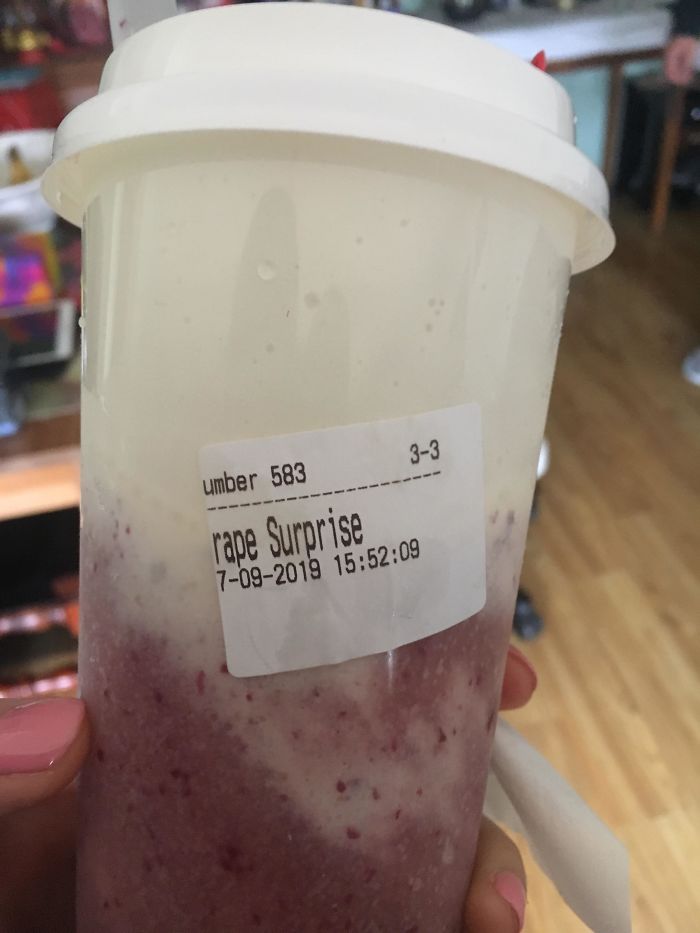 umber 583 3-3
rape Surprise
7-09-2019 15:52:09